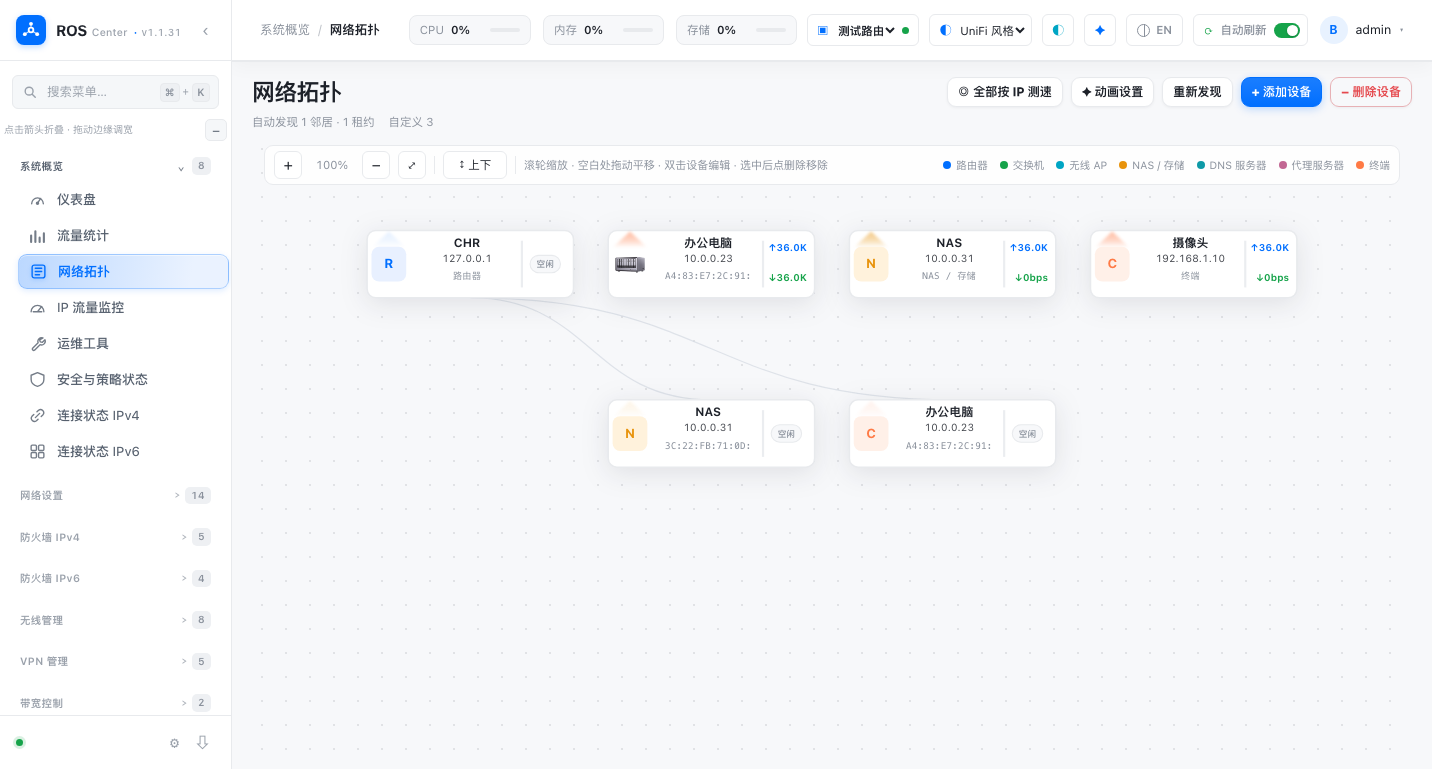 ROS Center · v1.1.31
系统概览 / 网络拓扑
CPU 0%
内存 0%
存储 0%
测试路由
UniFi 风格
EN
自动刷新
B admin
搜索菜单... ⌘ + K
点击箭头折叠 · 拖动边缘调宽
系统概览 8
仪表盘
流量统计
网络拓扑
IP 流量监控
运维工具
安全与策略状态
连接状态 IPv4
连接状态 IPv6
网络设置 > 14
防火墙 IPv4 > 5
防火墙 IPv6 > 4
无线管理 > 8
VPN 管理 > 5
带宽控制 > 2
网络拓扑
自动发现 1 邻居 · 1 租约 自定义 3
◎ 全部按 IP 测速
✦ 动画设置
重新发现
+ 添加设备
− 删除设备
+ 100% −
↕ 上下
滚轮缩放 · 空白处拖动平移 · 双击设备编辑 · 选中后点删除移除
路由器
交换机
无线 AP
NAS / 存储
DNS 服务器
代理服务器
终端
R
CHR
127.0.0.1
路由器
空闲
办公电脑
10.0.0.23
A4:83:E7:2C:91:
↑36.0K
↓36.0K
N
NAS
10.0.0.31
NAS / 存储
↑36.0K
↓0bps
C
摄像头
192.168.1.10
终端
↑36.0K
↓0bps
N
NAS
10.0.0.31
3C:22:FB:71:0D:
空闲
C
办公电脑
10.0.0.23
A4:83:E7:2C:91:
空闲